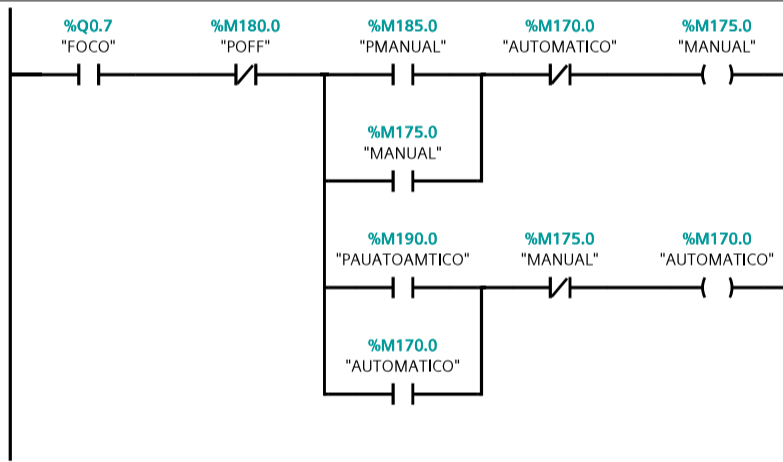 %Q0.7 %M180.0 %M185.0 %M170.0 %M175.0
"FOCO" "POFF" "PMANUAL" "AUTOMATICO" "MANUAL"
%M175.0
"MANUAL"
%M190.0 %M175.0 %M170.0
"PAUATOAMTICO" "MANUAL" "AUTOMATICO"
%M170.0
"AUTOMATICO"